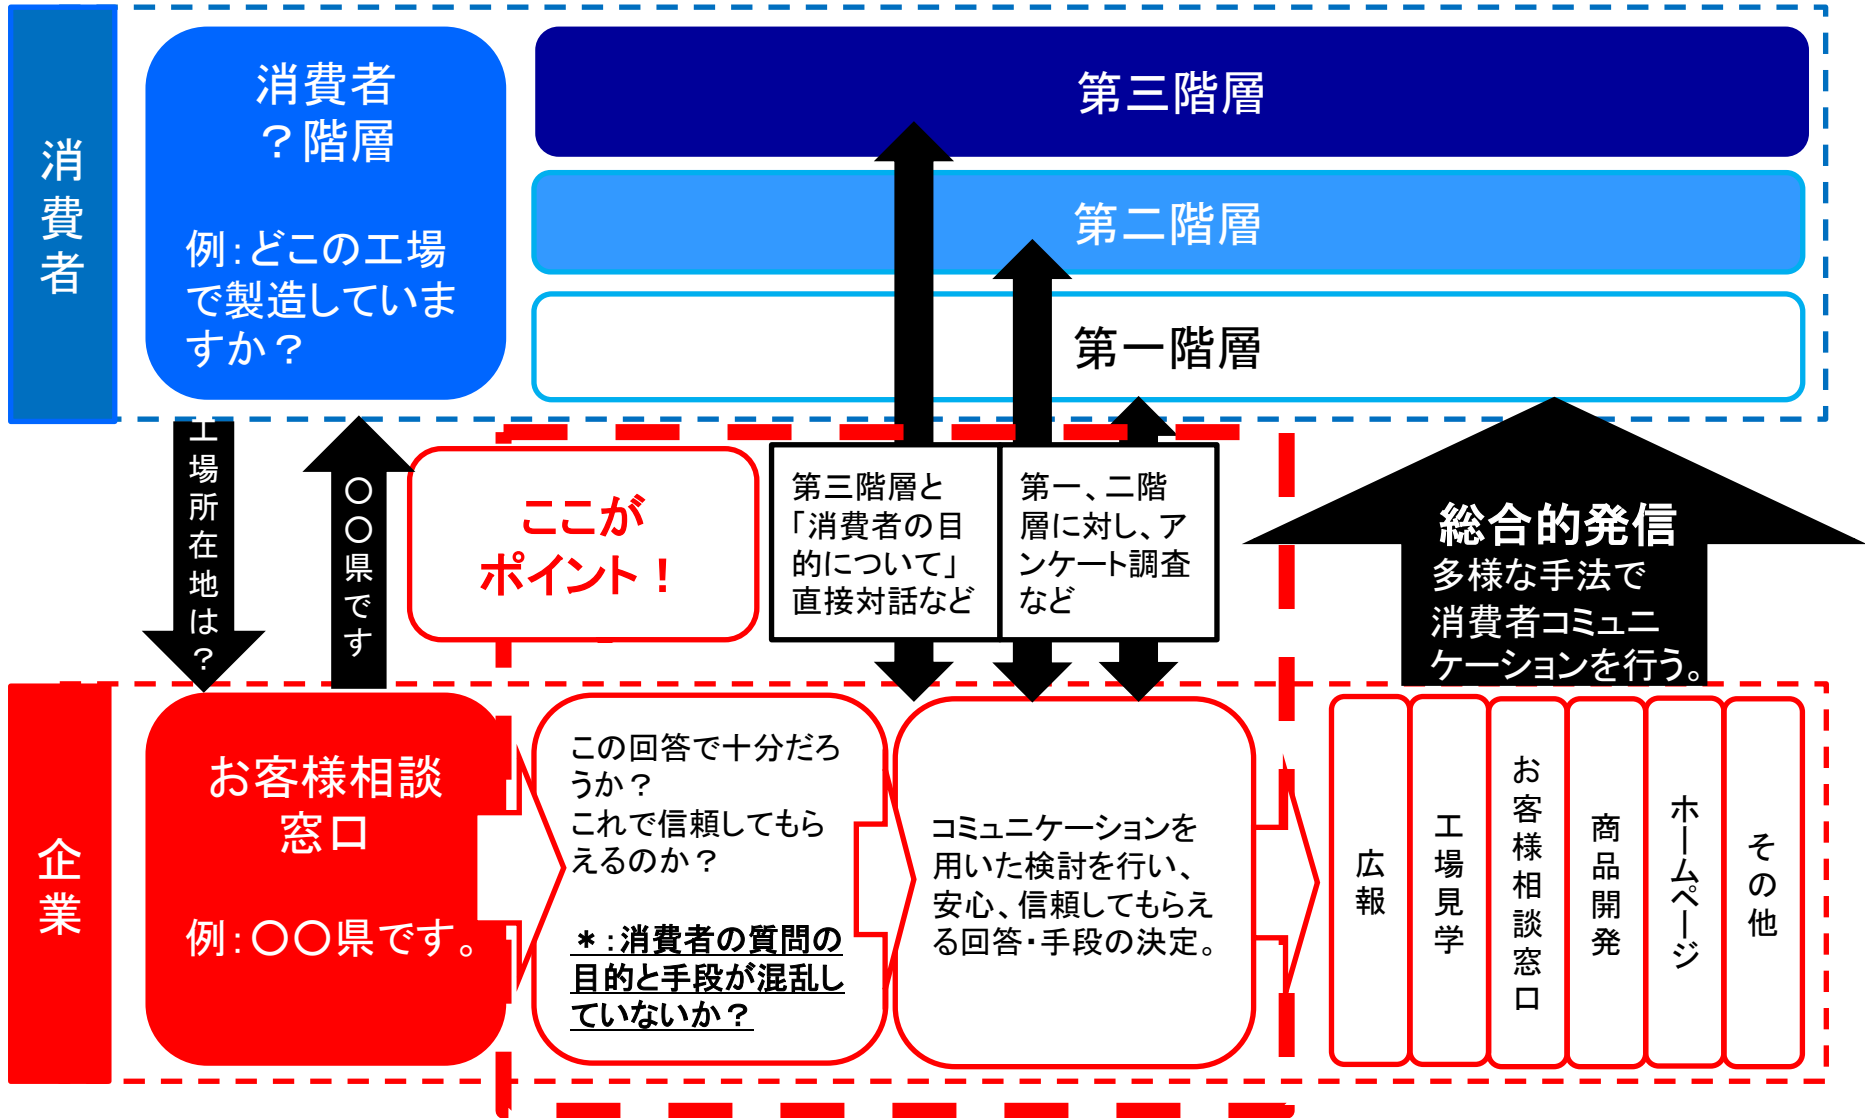 消費者
消費者
？階層
例：どこの工場
で製造していま
すか？
第三階層
第二階層
第一階層
工場所在地は？
〇〇県です
ここが
ポイント！
第三階層と
「消費者の目
的について」
直接対話など
第一、二階
層に対し、ア
ンケート調査
など
総合的発信
多様な手法で
消費者コミュニ
ケーションを行う。
企業
お客様相談
窓口
例：〇〇県です。
この回答で十分だろ
うか？
これで信頼してもら
えるのか？
＊：消費者の質問の
目的と手段が混乱し
ていないか？
コミュニケーションを
用いた検討を行い、
安心、信頼してもらえ
る回答・手段の決定。
広報
工場見学
お客様相談窓口
商品開発
ホームページ
その他